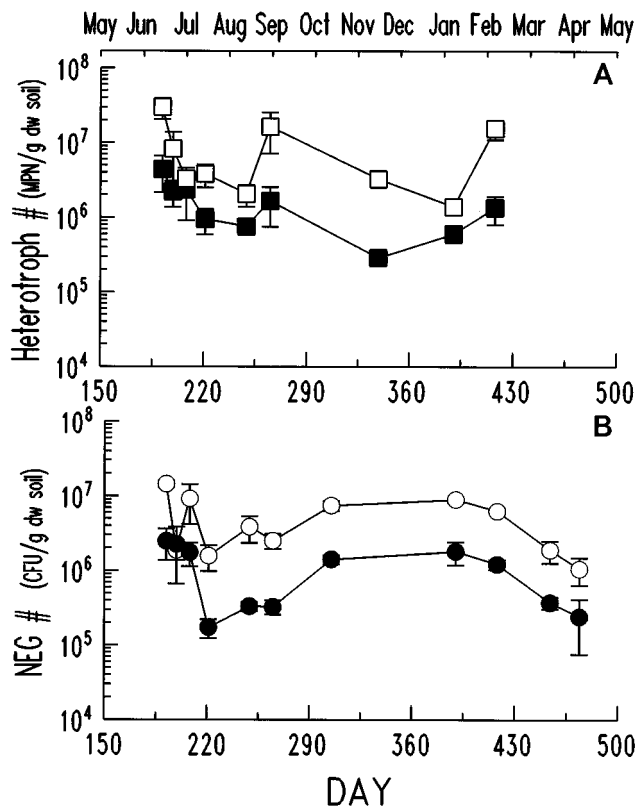 May Jun Jul Aug Sep Oct Nov Dec Jan Feb Mar Apr May
A
Heterotroph # (MPN/g dw soil)
10^8
10^7
10^6
10^5
10^4
150 220 290 360 430 500
B
NEG # (CFU/g dw soil)
10^8
10^7
10^6
10^5
10^4
150 220 290 360 430 500
DAY